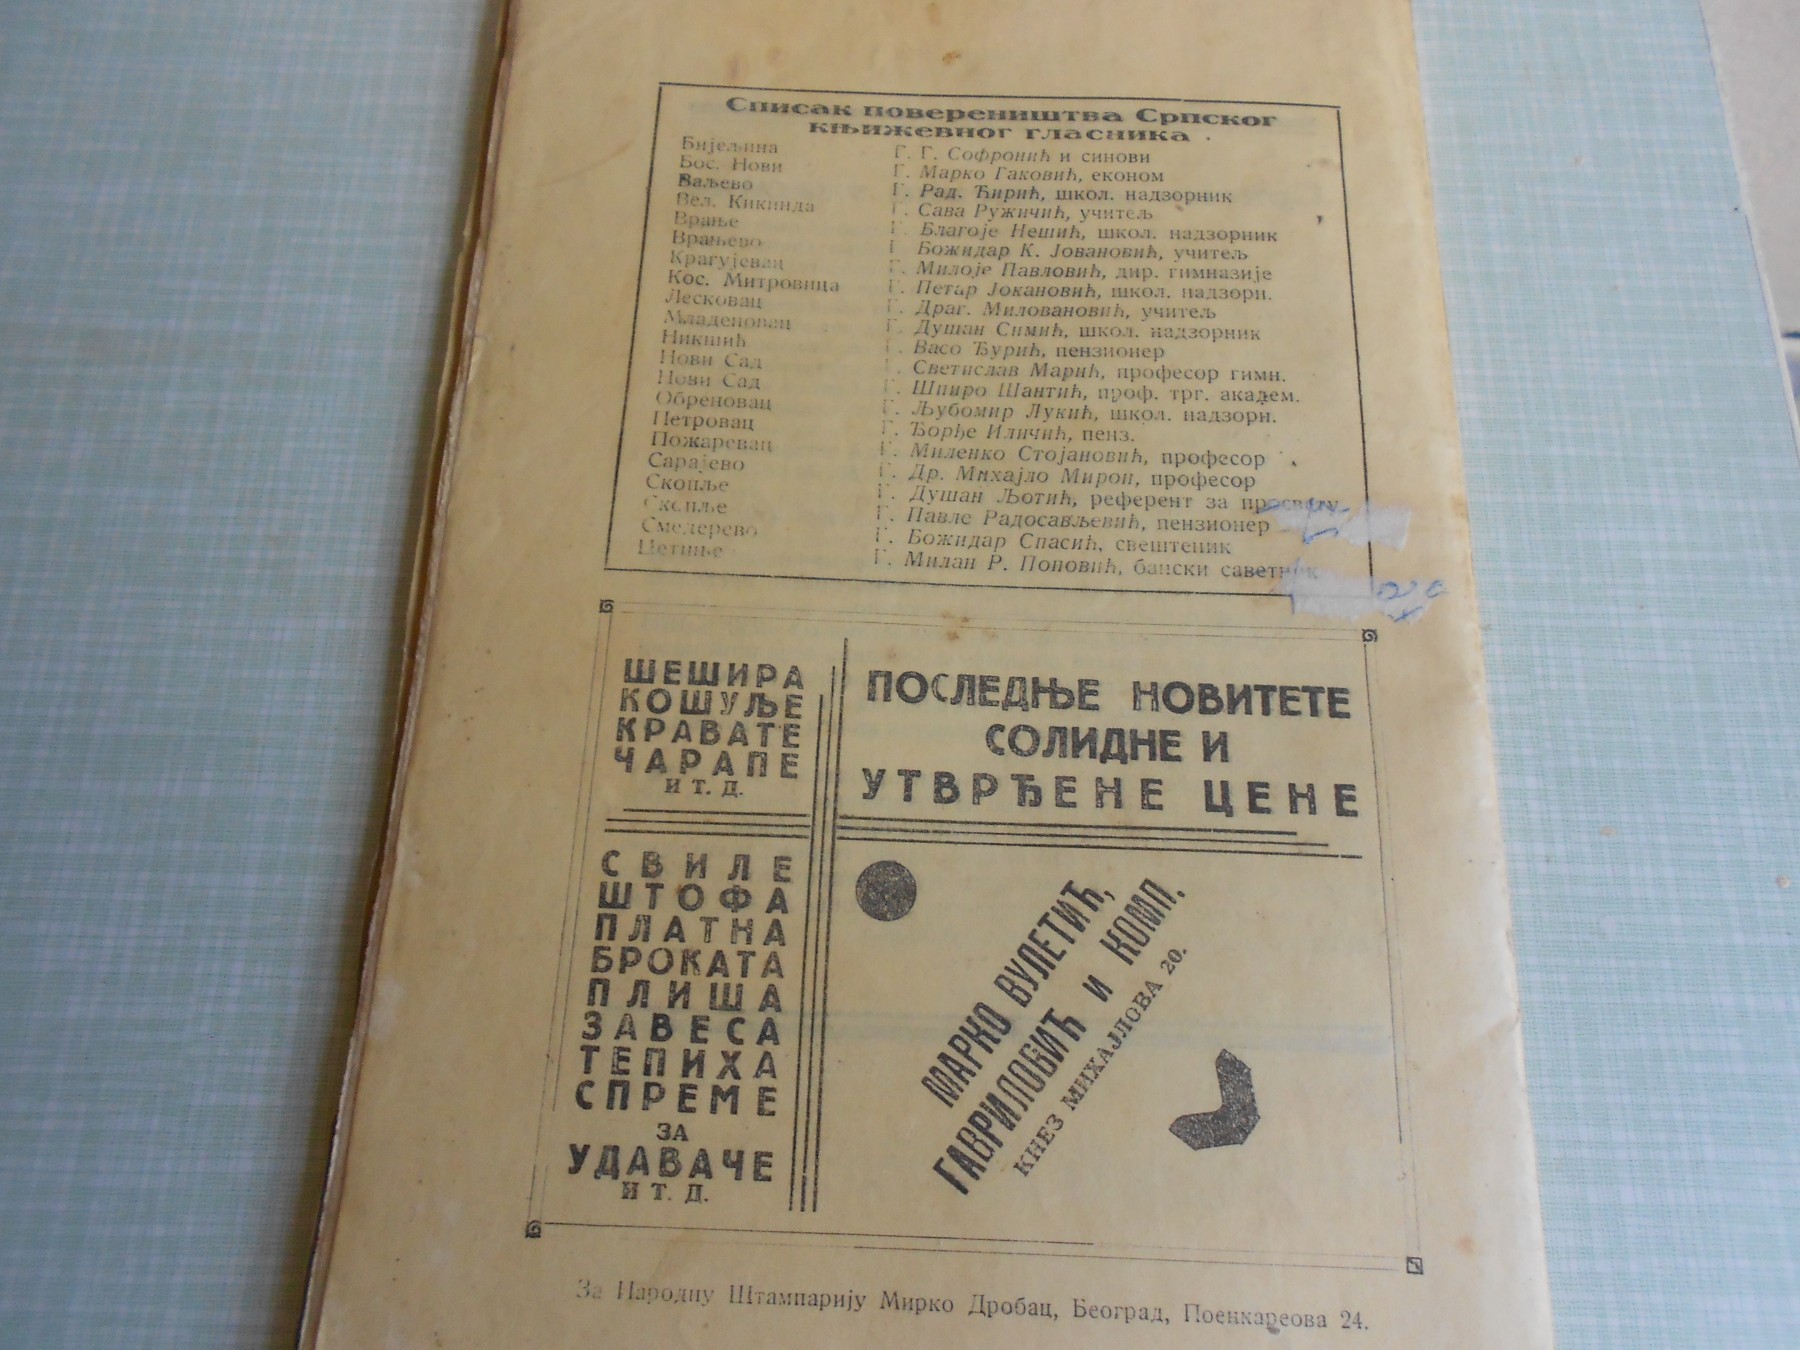 Списак повереништва Српског
књижевног гласника
Бијељина Г. Г. Софронић и синови
Бос. Нови Г. Марко Гаковић, економ
Ваљево Г. Рад. Ћирић, школ. надзорник
Вел. Кикинда Г. Сава Ружичић, учитељ
Врање Г. Благоје Нешић, школ. надзорник
Врањево Г. Божидар К. Јовановић, учитељ
Крагујевац Г. Милоје Павловић, дир. гимназије
Кос. Митровица Г. Петар Јокановић, школ. надзорн.
Лесковац Г. Драг. Миловановић, учитељ
Младеновац Г. Душан Симић, школ. надзорник
Никшић Г. Васо Ђурић, пензионер
Нови Сад Г. Светислав Марић, професор гимн.
Нови Сад Г. Шпиро Шантић, проф. трг. академ.
Обреновац Г. Љубомир Лукић, школ. надзорн.
Петровац Г. Ђорђе Иличић, пенз.
Пожаревац Г. Миленко Стојановић, професор
Сарајево Г. Др. Михајло Мирон, професор
Скопље Г. Душан Љотић, референт за просвету
Скопље Г. Павле Радосављевић, пензионер
Смедерево Г. Божидар Спасић, свештеник
Цетиње Г. Милан Р. Поповић, бански саветник
ШЕШИРА
КОШУЉЕ
КРАВАТЕ
ЧАРАПЕ
И Т. Д.
ПОСЛЕДЊЕ НОВИТЕТЕ
СОЛИДНЕ И
УТВРЂЕНЕ ЦЕНЕ
СВИЛЕ
ШТОФА
ПЛАТНА
БРОКАТА
ПЛИША
ЗАВЕСА
ТЕПИХА
СПРЕМЕ
ЗА
УДАВАЧЕ
И Т. Д.
МАРКО ВУЛЕТИЋ,
ГАВРИЛОВИЋ И КОМП.
КНЕЗ МИХАЈЛОВА 20.
За Народну Штампарију Мирко Дробац, Београд, Поенкареова 24.